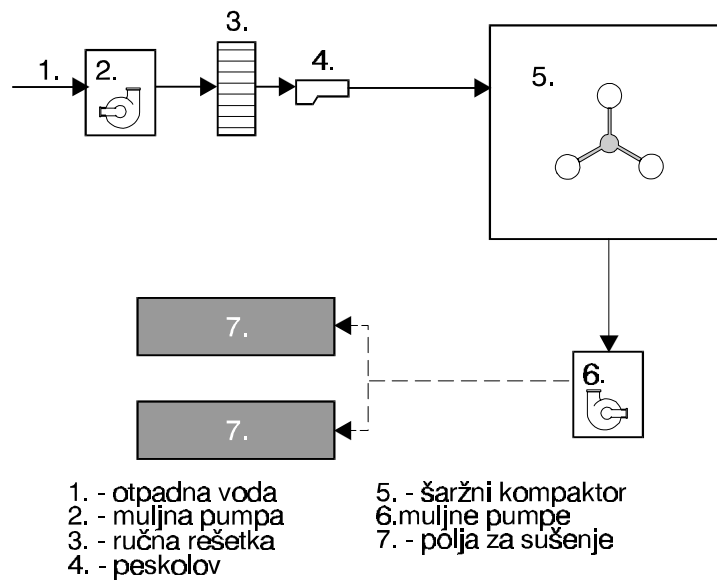 1.
2.
3.
4.
5.
6.
7.
7.
1. - otpadna voda
2. - muljna pumpa
3. - ručna rešetka
4. - peskolov
5. - šaržni kompaktor
6.muljne pumpe
7. - polja za sušenje